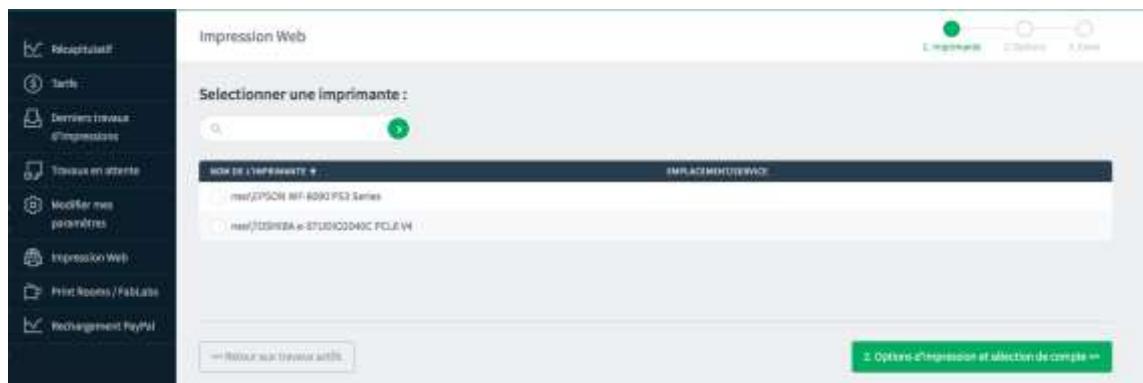 Récapitulatif
Tarifs
Derniers travaux
d'impressions
Travaux en attente
Modifier mes
paramètres
Impression Web
Print Rooms / FabLabs
Rechargement PayPal
Impression Web
1. Imprimante
2. Options
Selectionner une imprimante :
NOM DE L'IMPRIMANTE
EMPLACEMENT/SERVICE
EPSON WF-6090 PS3 Series
TOSHIBA
Retour aux travaux actifs
2. Options d'impression et sélection de compte